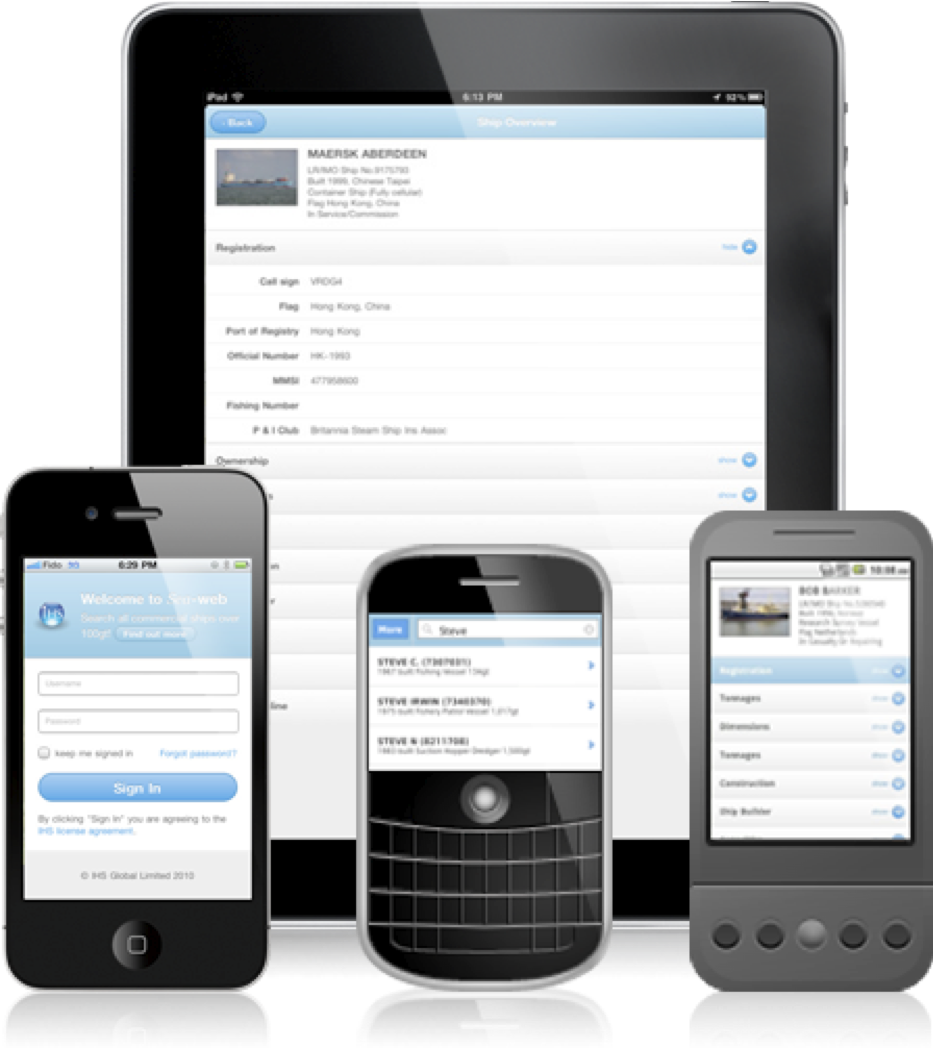 iPad 6:13 PM 92%
Back Ship Overview
MAERSK ABERDEEN
LR/IMO Ship No.9175793
Built 1999, Chinese Taipei
Container Ship (Fully cellular)
Flag Hong Kong, China
In Service/Commission
Registration hide
Call sign VRDG4
Flag Hong Kong, China
Port of Registry Hong Kong
Official Number HK-1993
MMSI 477958600
Fishing Number
P & I Club Britannia Steam Ship Ins Assoc
Ownership show
show
line
Fido 3G 6:29 PM
IHS
Welcome to Sea-web
Search all commercial ships over
100gt! Find out more
Username
Password
keep me signed in Forgot password?
Sign In
By clicking "Sign In" you are agreeing to the
IHS license agreement.
© IHS Global Limited 2010
More Steve
STEVE C. (7307031)
1967 built Fishing Vessel 134gt
STEVE IRWIN (7340370)
1975 built Fishery Patrol Vessel 1,017gt
STEVE N (8211708)
1983 built Suction Hopper Dredger 1,500gt
10:08 AM
BOB BARKER
LR/IMO Ship No.
Research Survey Vessel
Flag Netherlands
In Casualty Or Repairing
Registration show
Tonnages show
Dimensions show
Tonnages show
Construction show
Ship Builder show